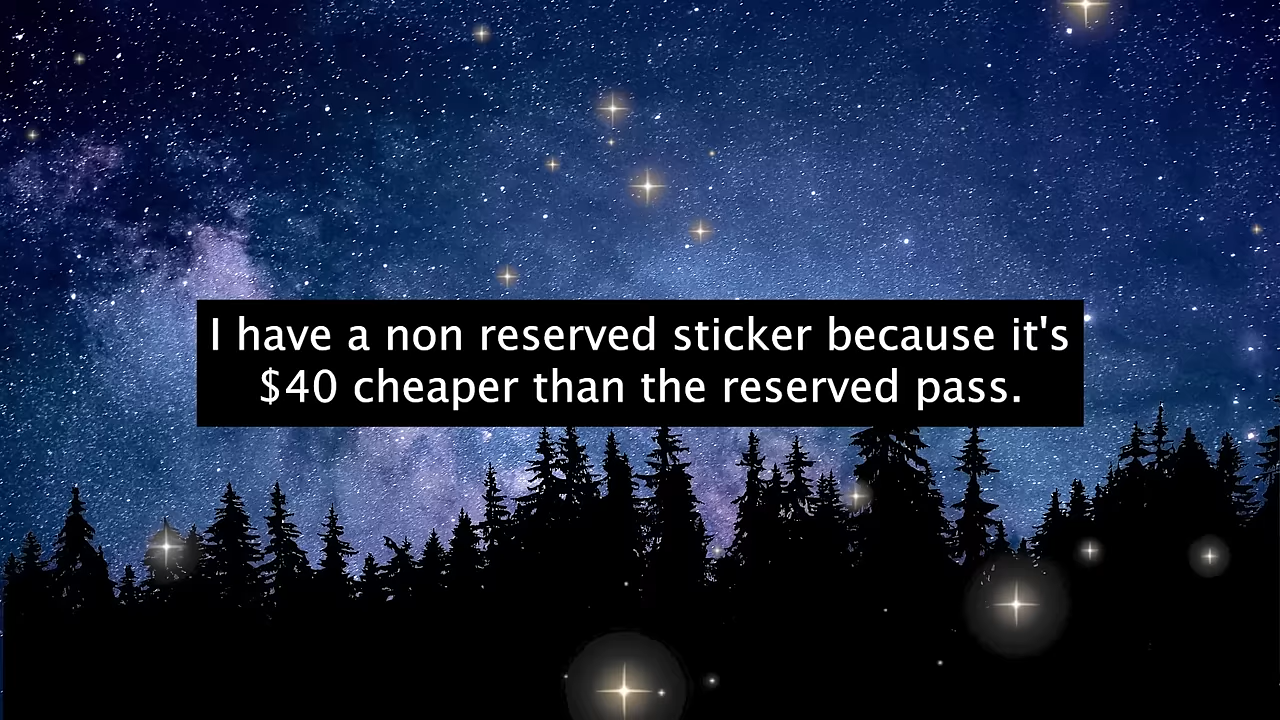 I have a non reserved sticker because it's
$40 cheaper than the reserved pass.